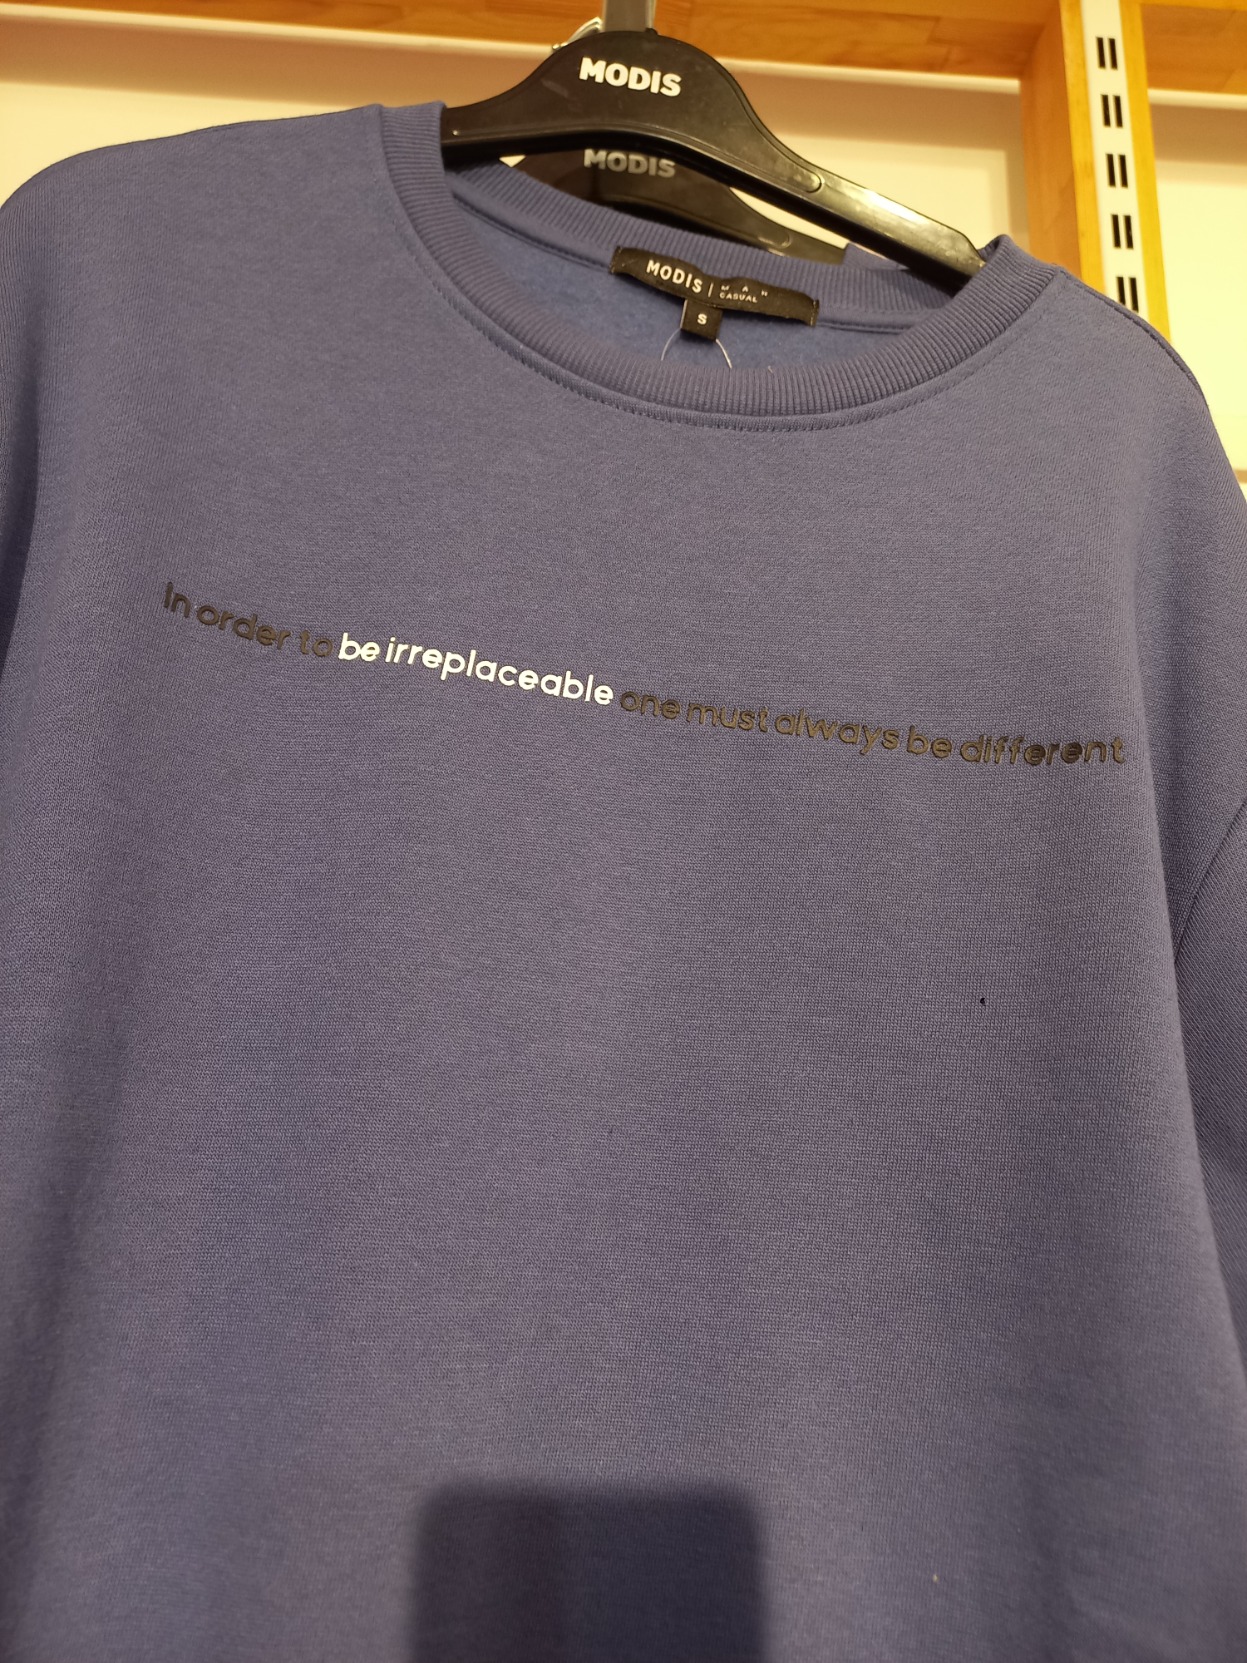 MODIS
MODIS
MODIS | MAN
CASUAL
S
In order to be irreplaceable one must always be different